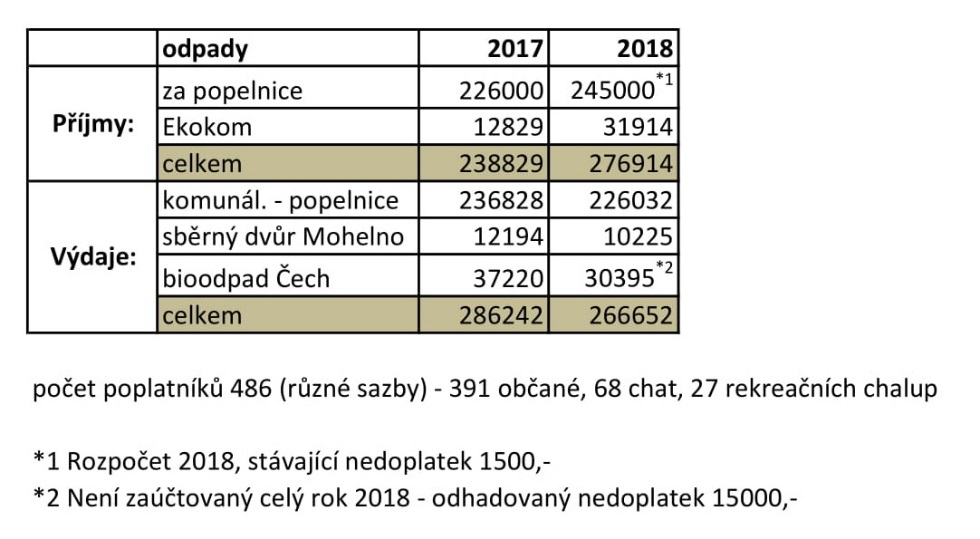 odpady 2017 2018
Příjmy: za popelnice 226000 245000*1
Ekokom 12829 31914
celkem 238829 276914
Výdaje: komunál. - popelnice 236828 226032
sběrný dvůr Mohelno 12194 10225
bioodpad Čech 37220 30395*2
celkem 286242 266652
počet poplatníků 486 (různé sazby) - 391 občané, 68 chat, 27 rekreačních chalup
*1 Rozpočet 2018, stávající nedoplatek 1500,-
*2 Není zaúčtovaný celý rok 2018 - odhadovaný nedoplatek 15000,-